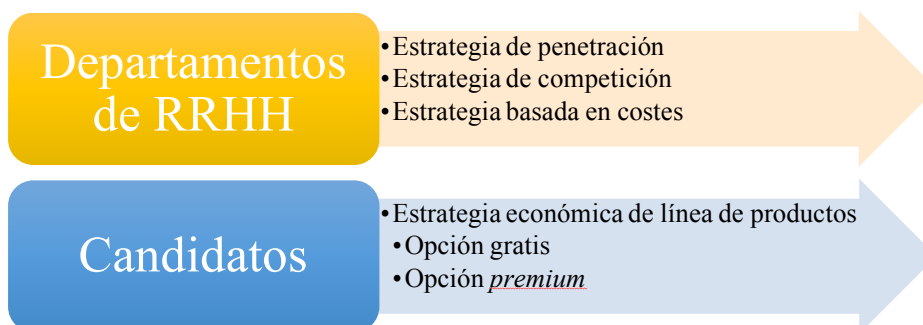 Departamentos
de RRHH
•Estrategia de penetración
•Estrategia de competición
•Estrategia basada en costes
Candidatos
•Estrategia económica de línea de productos
•Opción gratis
•Opción premium